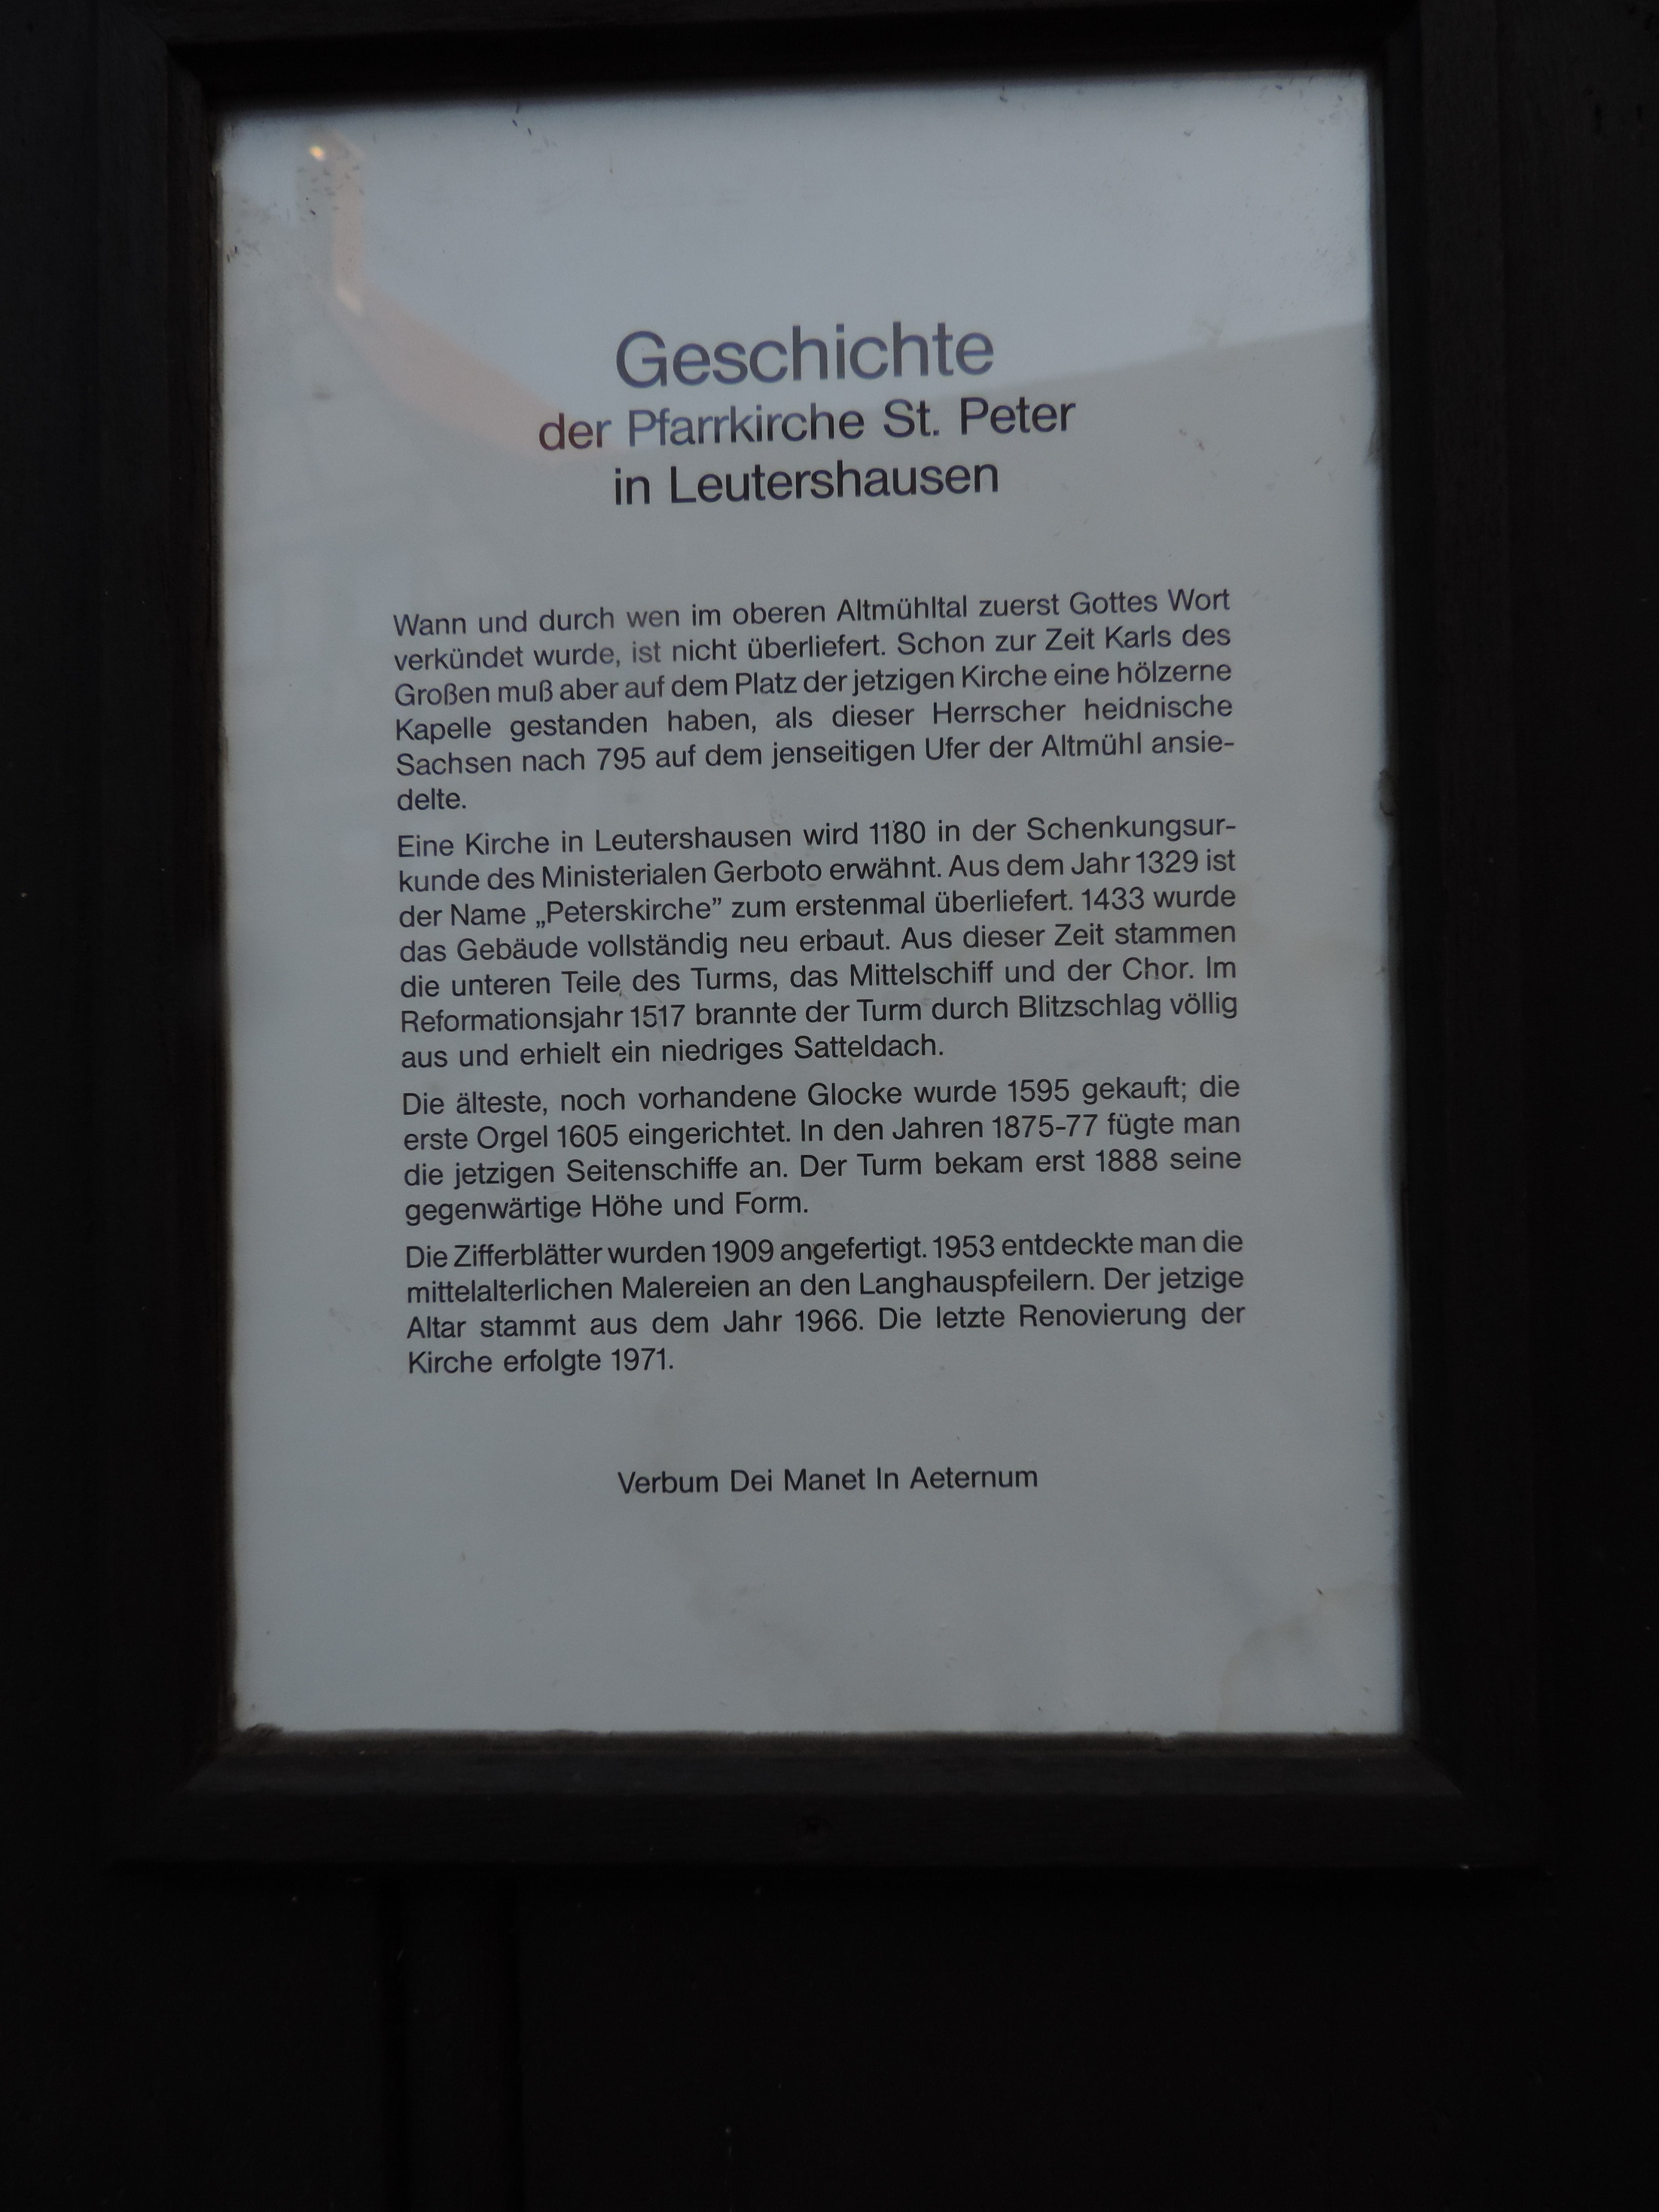 Geschichte
der Pfarrkirche St. Peter
in Leutershausen
Wann und durch wen im oberen Altmühltal zuerst Gottes Wort
verkündet wurde, ist nicht überliefert. Schon zur Zeit Karls des
Großen muß aber auf dem Platz der jetzigen Kirche eine hölzerne
Kapelle gestanden haben, als dieser Herrscher heidnische
Sachsen nach 795 auf dem jenseitigen Ufer der Altmühl ansie-
delte.
Eine Kirche in Leutershausen wird 1180 in der Schenkungsur-
kunde des Ministerialen Gerboto erwähnt. Aus dem Jahr 1329 ist
der Name „Peterskirche” zum erstenmal überliefert. 1433 wurde
das Gebäude vollständig neu erbaut. Aus dieser Zeit stammen
die unteren Teile des Turms, das Mittelschiff und der Chor. Im
Reformationsjahr 1517 brannte der Turm durch Blitzschlag völlig
aus und erhielt ein niedriges Satteldach.
Die älteste, noch vorhandene Glocke wurde 1595 gekauft; die
erste Orgel 1605 eingerichtet. In den Jahren 1875-77 fügte man
die jetzigen Seitenschiffe an. Der Turm bekam erst 1888 seine
gegenwärtige Höhe und Form.
Die Zifferblätter wurden 1909 angefertigt. 1953 entdeckte man die
mittelalterlichen Malereien an den Langhauspfeilern. Der jetzige
Altar stammt aus dem Jahr 1966. Die letzte Renovierung der
Kirche erfolgte 1971.
Verbum Dei Manet In Aeternum